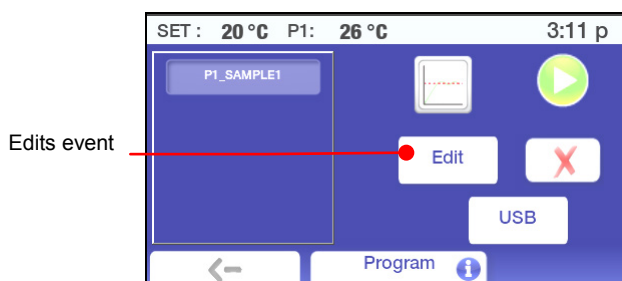 SET : 20 °C P1: 26 °C 3:11 p
P1_SAMPLE1
Edits event
Edit
X
USB
Program i